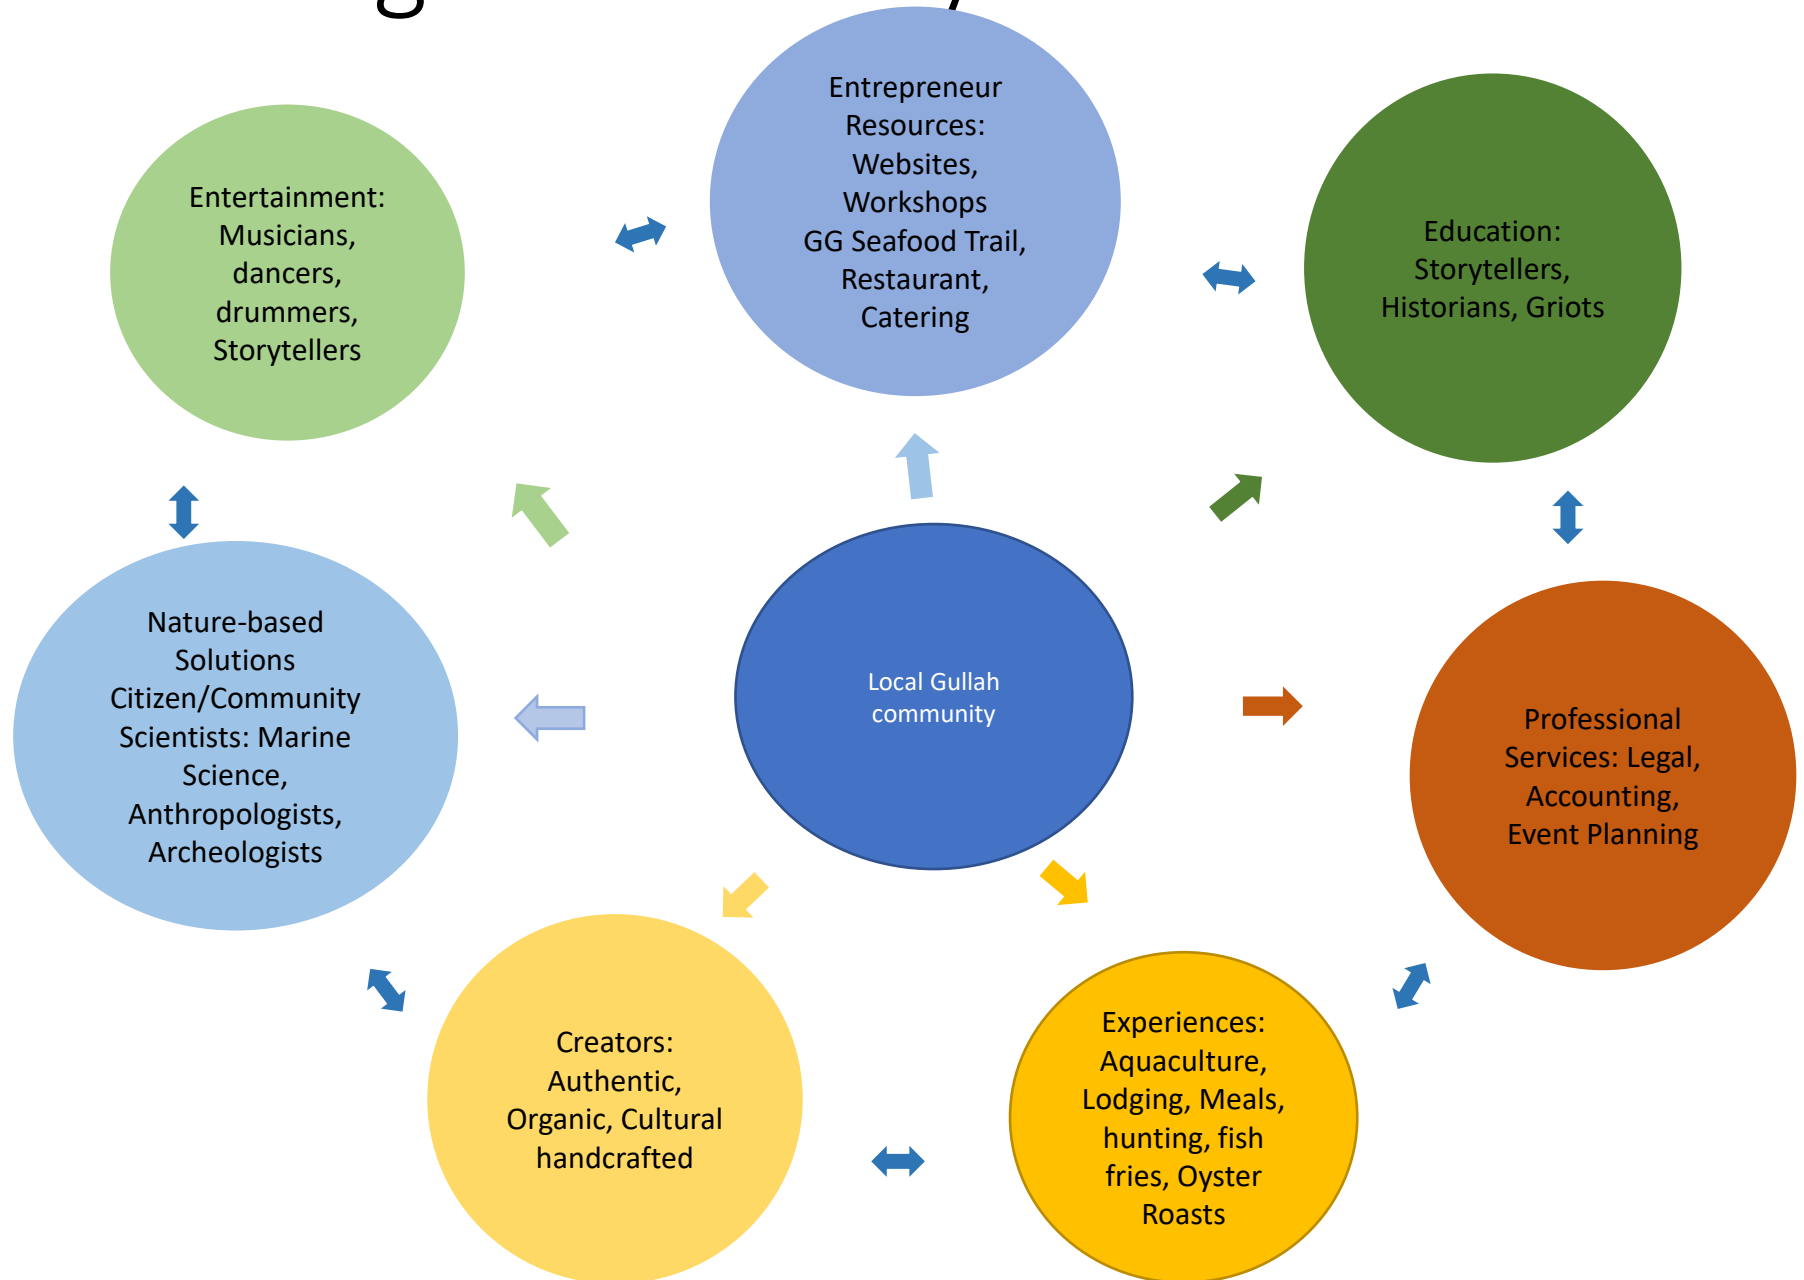 Entrepreneur
Resources:
Websites,
Workshops
GG Seafood Trail,
Restaurant,
Catering
Entertainment:
Musicians,
dancers,
drummers,
Storytellers
Education:
Storytellers,
Historians, Griots
Nature-based
Solutions
Citizen/Community
Scientists: Marine
Science,
Anthropologists,
Archeologists
Local Gullah
community
Professional
Services: Legal,
Accounting,
Event Planning
Creators:
Authentic,
Organic, Cultural
handcrafted
Experiences:
Aquaculture,
Lodging, Meals,
hunting, fish
fries, Oyster
Roasts